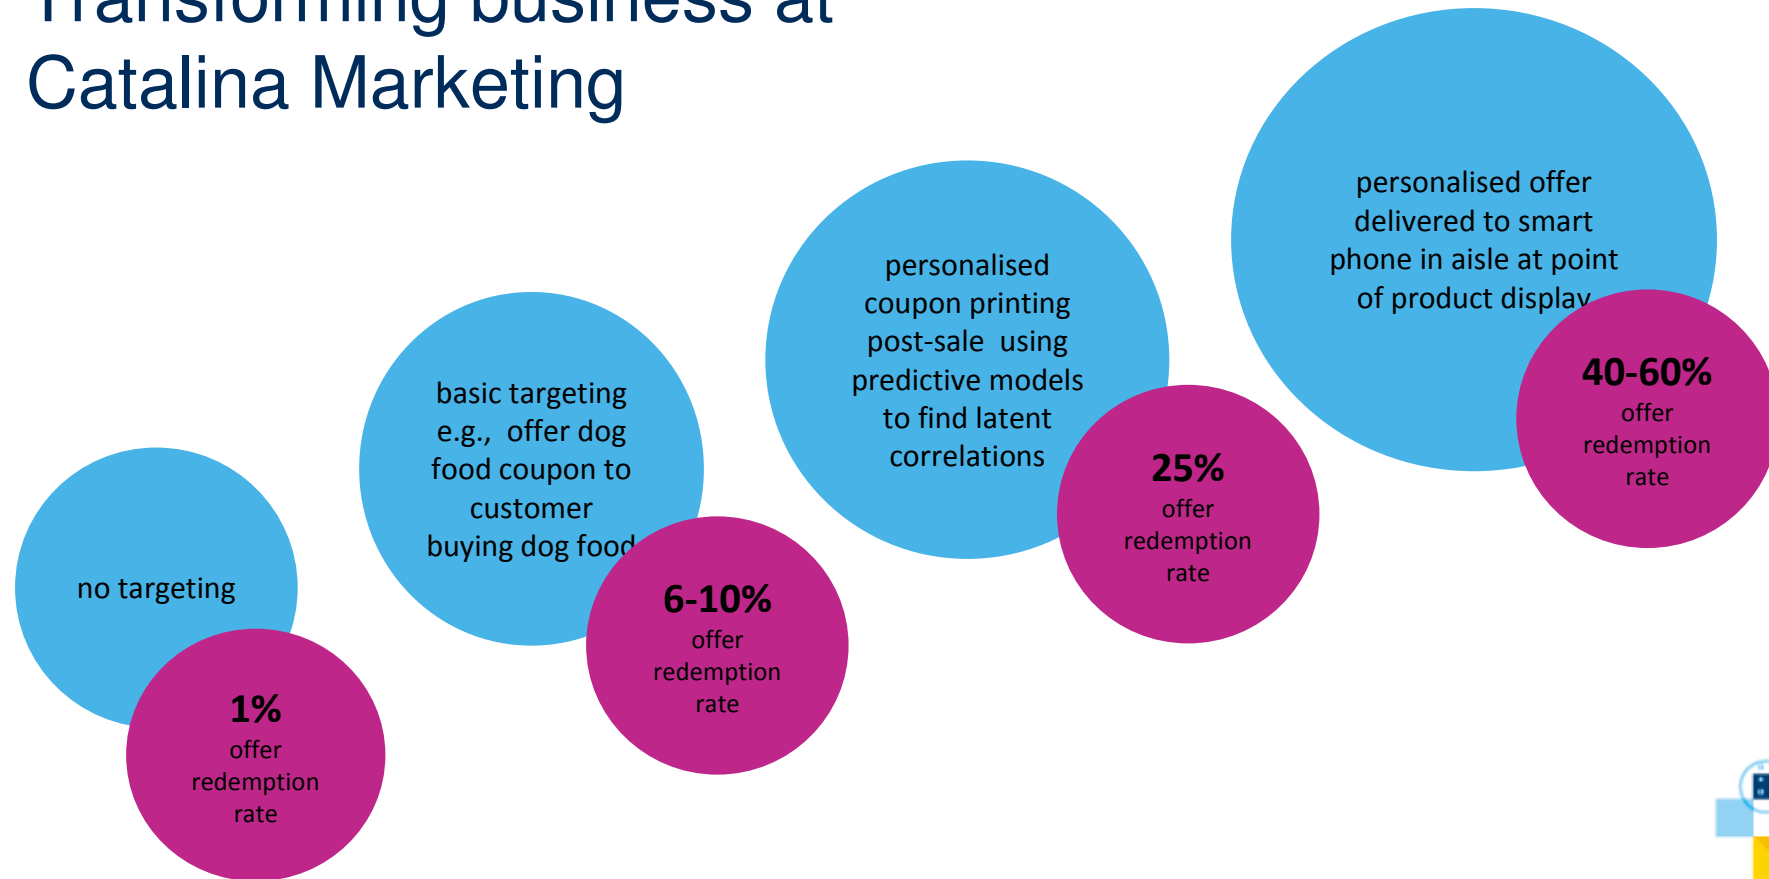 Transforming business at
Catalina Marketing
no targeting
1%
offer
redemption
rate
basic targeting
e.g., offer dog
food coupon to
customer
buying dog food
6-10%
offer
redemption
rate
personalised
coupon printing
post-sale using
predictive models
to find latent
correlations
25%
offer
redemption
rate
personalised offer
delivered to smart
phone in aisle at point
of product display
40-60%
offer
redemption
rate